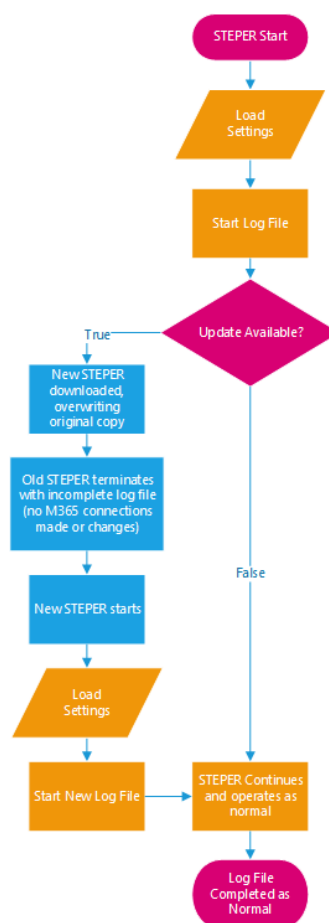 STEPER Start
Load
Settings
Start Log File
Update Available?
True
New STEPER
downloaded,
overwriting
original copy
Old STEPER terminates
with incomplete log file
(no M365 connections
made or changes)
False
New STEPER starts
Load
Settings
Start New Log File
STEPER Continues
and operates as
normal
Log File
Completed as
Normal